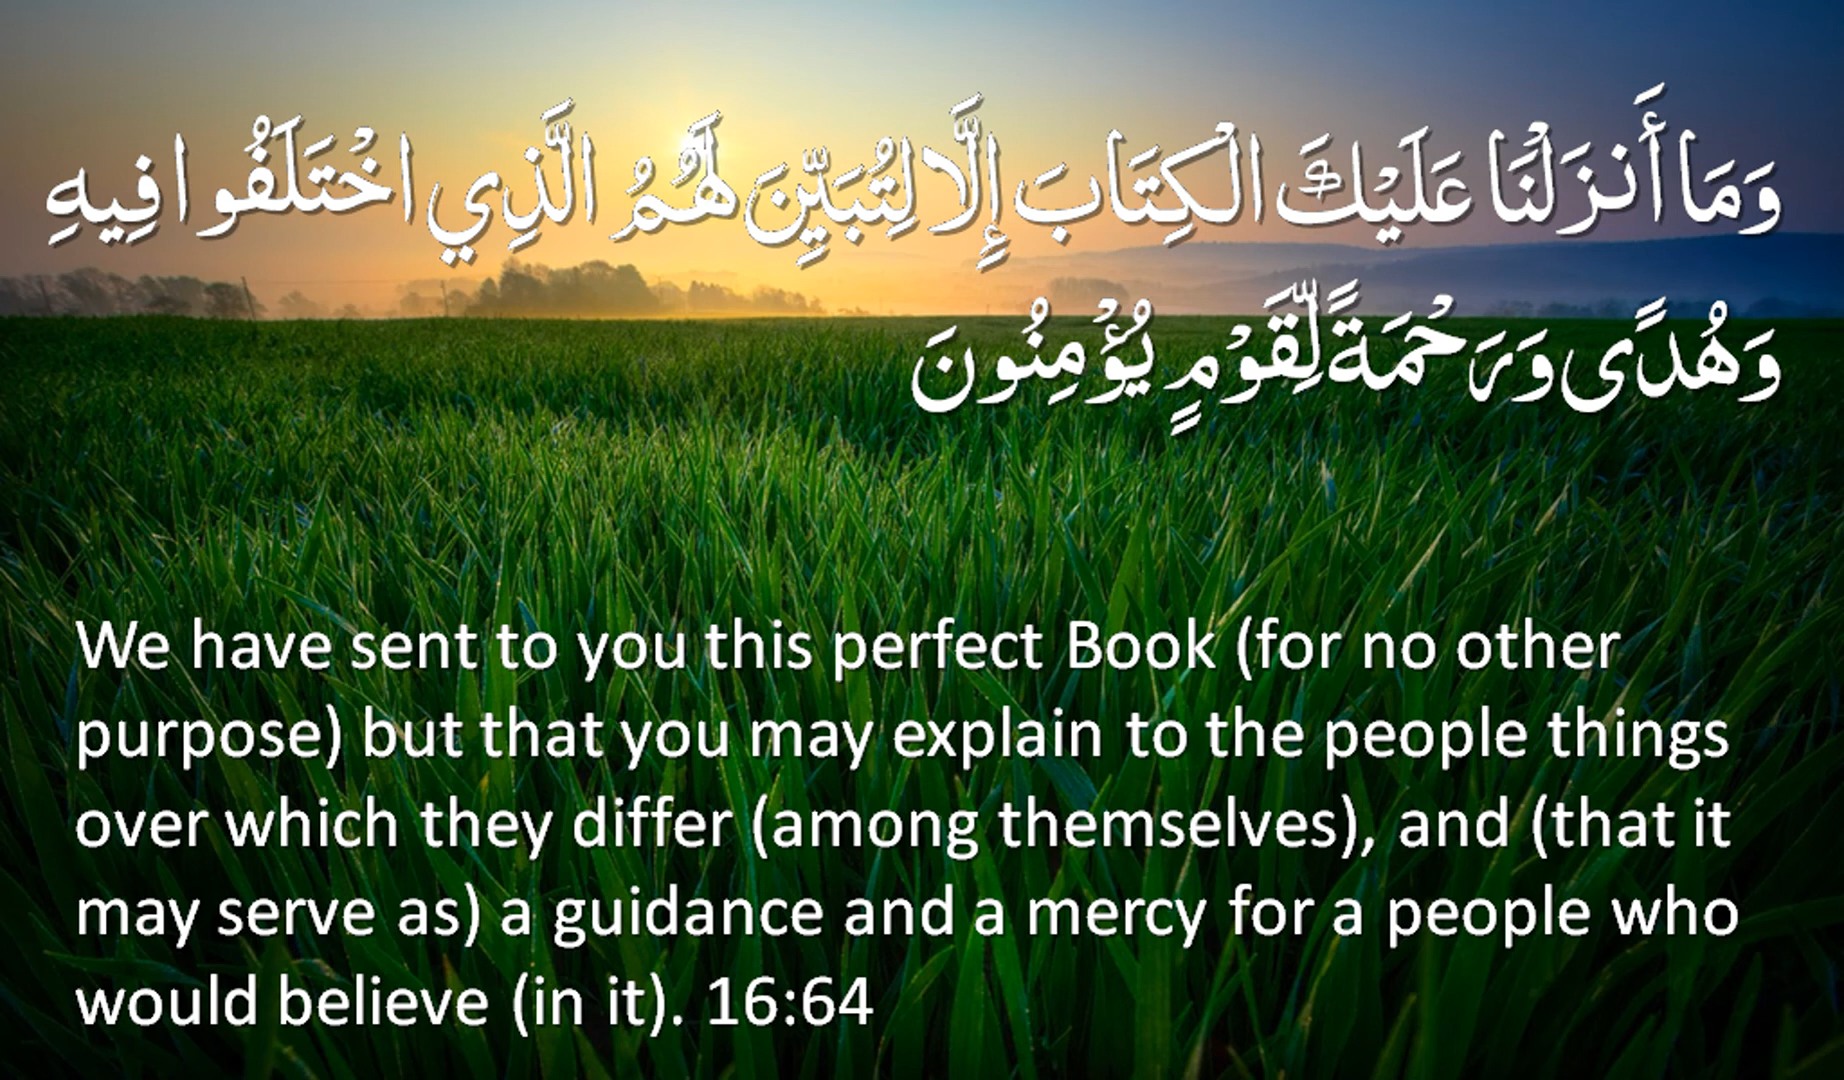 وَمَا أَنزَلْنَا عَلَيْكَ الْكِتَابَ إِلَّا لِتُبَيِّنَ لَهُمُ الَّذِي اخْتَلَفُوا فِيهِ
وَهُدًى وَرَحْمَةً لِّقَوْمٍ يُؤْمِنُونَ
We have sent to you this perfect Book (for no other
purpose) but that you may explain to the people things
over which they differ (among themselves), and (that it
may serve as) a guidance and a mercy for a people who
would believe (in it). 16:64